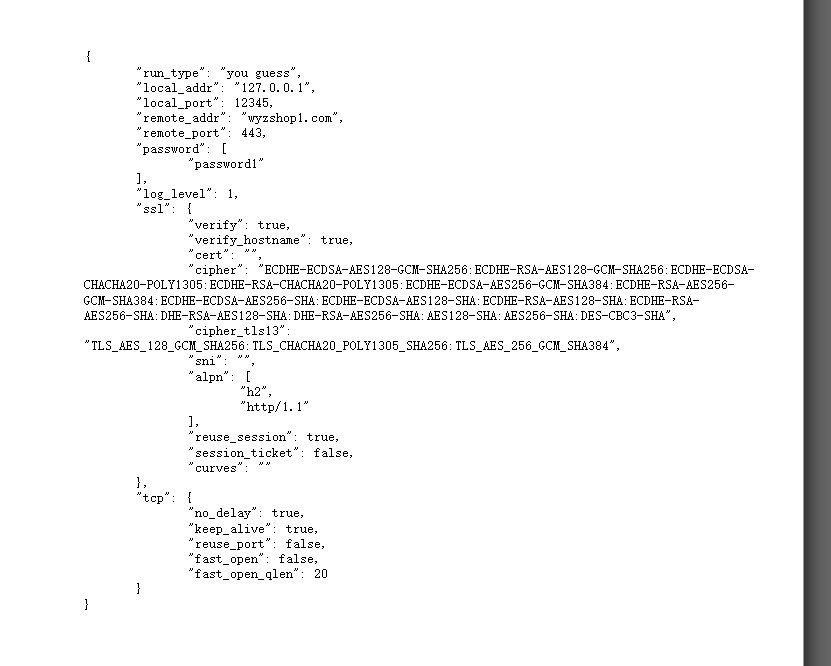 {
"run_type": "you guess",
"local_addr": "127.0.0.1",
"local_port": 12345,
"remote_addr": "wyzshop1.com",
"remote_port": 443,
"password": [
"password1"
],
"log_level": 1,
"ssl": {
"verify": true,
"verify_hostname": true,
"cert": "",
"cipher": "ECDHE-ECDSA-AES128-GCM-SHA256:ECDHE-RSA-AES128-GCM-SHA256:ECDHE-ECDSA-
CHACHA20-POLY1305:ECDHE-RSA-CHACHA20-POLY1305:ECDHE-ECDSA-AES256-GCM-SHA384:ECDHE-RSA-AES256-
GCM-SHA384:ECDHE-ECDSA-AES256-SHA:ECDHE-ECDSA-AES128-SHA:ECDHE-RSA-AES128-SHA:ECDHE-RSA-
AES256-SHA:DHE-RSA-AES128-SHA:DHE-RSA-AES256-SHA:AES128-SHA:AES256-SHA:DES-CBC3-SHA",
"cipher_tls13":
"TLS_AES_128_GCM_SHA256:TLS_CHACHA20_POLY1305_SHA256:TLS_AES_256_GCM_SHA384",
"sni": "",
"alpn": [
"h2",
"http/1.1"
],
"reuse_session": true,
"session_ticket": false,
"curves": ""
},
"tcp": {
"no_delay": true,
"keep_alive": true,
"reuse_port": false,
"fast_open": false,
"fast_open_qlen": 20
}
}